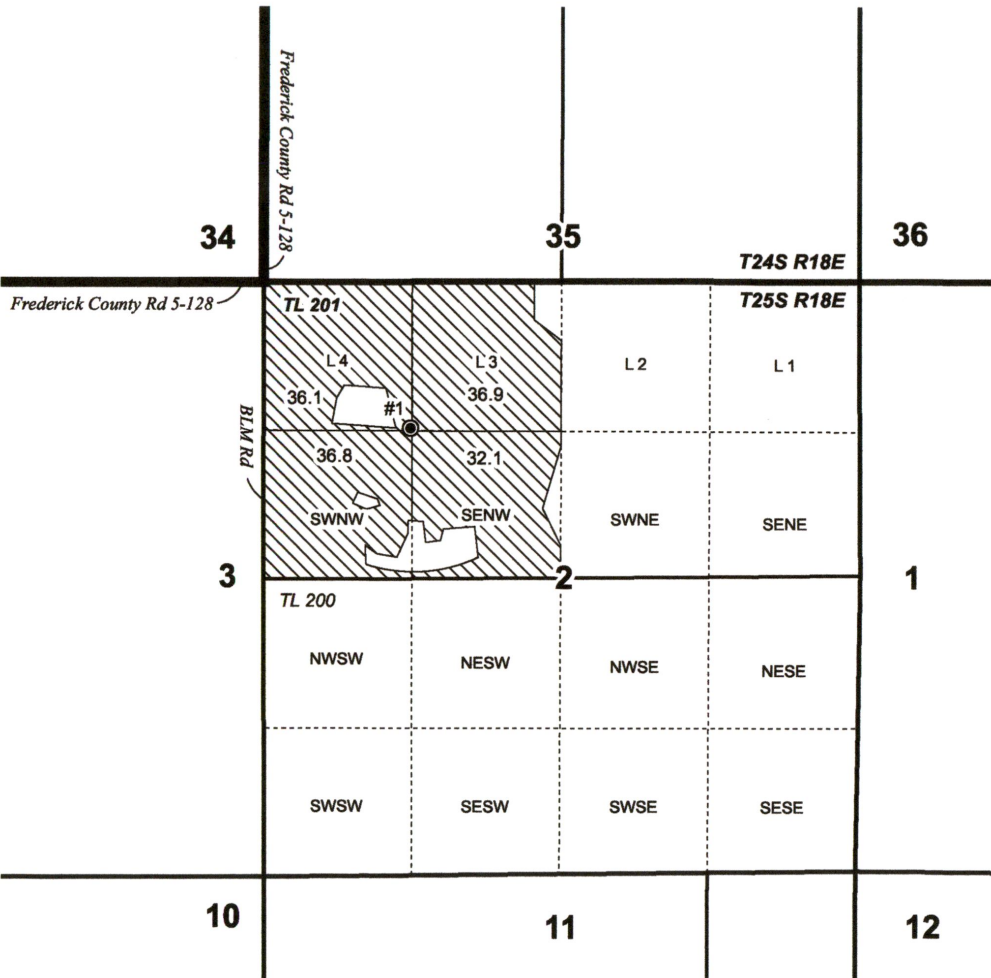 Frederick County Rd 5-128
34
35
36
T24S R18E
Frederick County Rd 5-128
TL 201
T25S R18E
L 4
L 3
L 2
L 1
36.1
#1
36.9
BLM Rd
36.8
32.1
SWNW
SENW
SWNE
SENE
3
2
1
TL 200
NWSW
NESW
NWSE
NESE
SWSW
SESW
SWSE
SESE
10
11
12